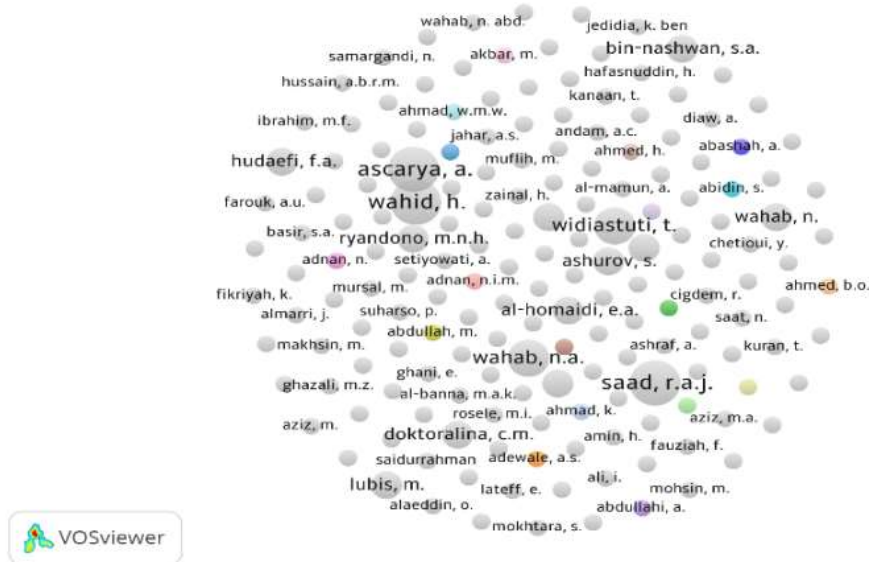 wahab, n. abd.
jedidia, k. ben
bin-nashwan, s.a.
samargandi, n.
akbar, m.
hafasnuddin, h.
hussain, a.b.r.m.
kanaan, t.
ahmad, w.m.w.
diaw, a.
ibrahim, m.f.
jahar, a.s.
andam, a.c.
ahmed, h.
abashah, a.
hudaefi, f.a.
ascarya, a.
muflih, m.
zainal, h.
al-mamun, a.
abidin, s.
farouk, a.u.
wahid, h.
widiastuti, t.
wahab, n.
basir, s.a.
ryandono, m.n.h.
chetioui, y.
adnan, n.
setiyowati, a.
ashurov, s.
fikriyah, k.
mursal, m.
adnan, n.i.m.
cigdem, r.
ahmed, b.o.
almarri, j.
suharso, p.
al-homaidi, e.a.
saat, n.
abdullah, m.
makhsin, m.
wahab, n.a.
ashraf, a.
kuran, t.
ghazali, m.z.
ghani, e.
saad, r.a.j.
al-banna, m.a.k.
aziz, m.
rosele, m.i.
ahmad, k.
aziz, m.a.
doktoralina, c.m.
amin, h.
fauziah, f.
saidurrahman
adewale, a.s.
lubis, m.
lateff, e.
ali, i.
mohsin, m.
alaeddin, o.
abdullahi, a.
mokhtara, s.
VOSviewer